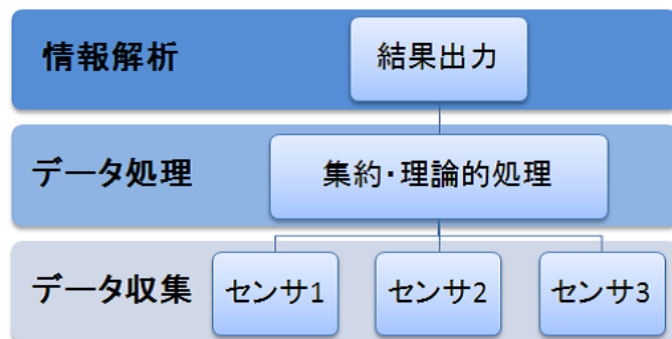 情報解析
結果出力
データ処理
集約・理論的処理
データ収集
センサ1
センサ2
センサ3